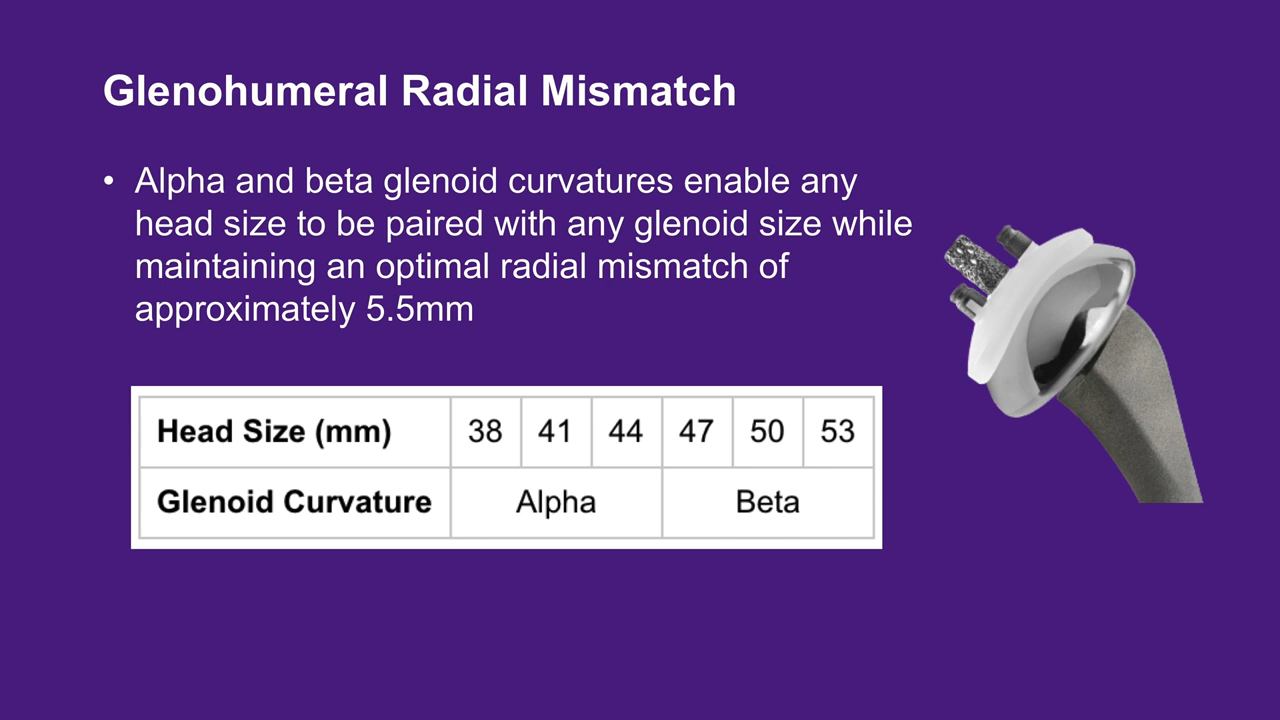 Glenohumeral Radial Mismatch
• Alpha and beta glenoid curvatures enable any
head size to be paired with any glenoid size while
maintaining an optimal radial mismatch of
approximately 5.5mm
Head Size (mm) 38 41 44 47 50 53
Glenoid Curvature Alpha Beta